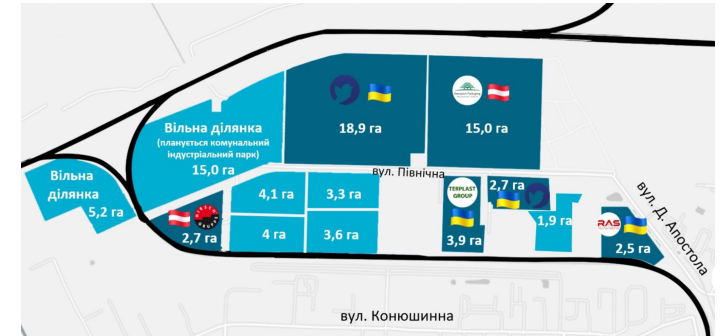 18,9 га
15,0 га
Вільна ділянка
(планується комунальний
індустріальний парк)
15,0 га
вул. Північна
Вільна
ділянка
5,2 га
4,1 га
3,3 га
TERPLAST
GROUP
2,7 га
вул. Д. Апостола
2,7 га
4 га
3,6 га
3,9 га
1,9 га
RAS
2,5 га
вул. Конюшинна